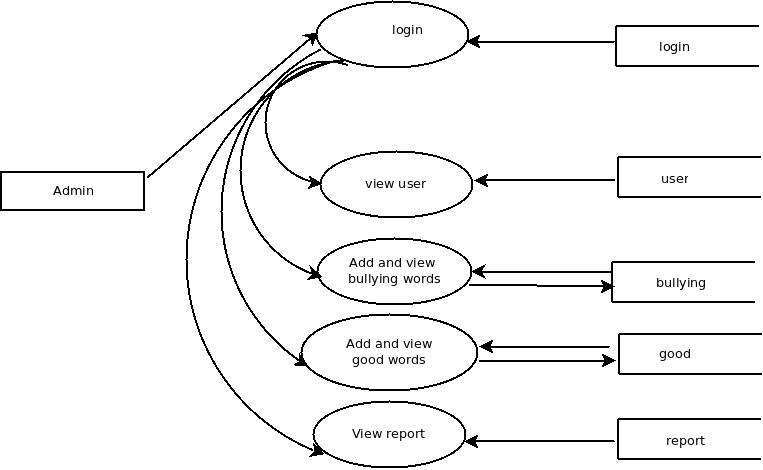 login
login
Admin
view user
user
Add and view
bullying words
bullying
Add and view
good words
good
View report
report